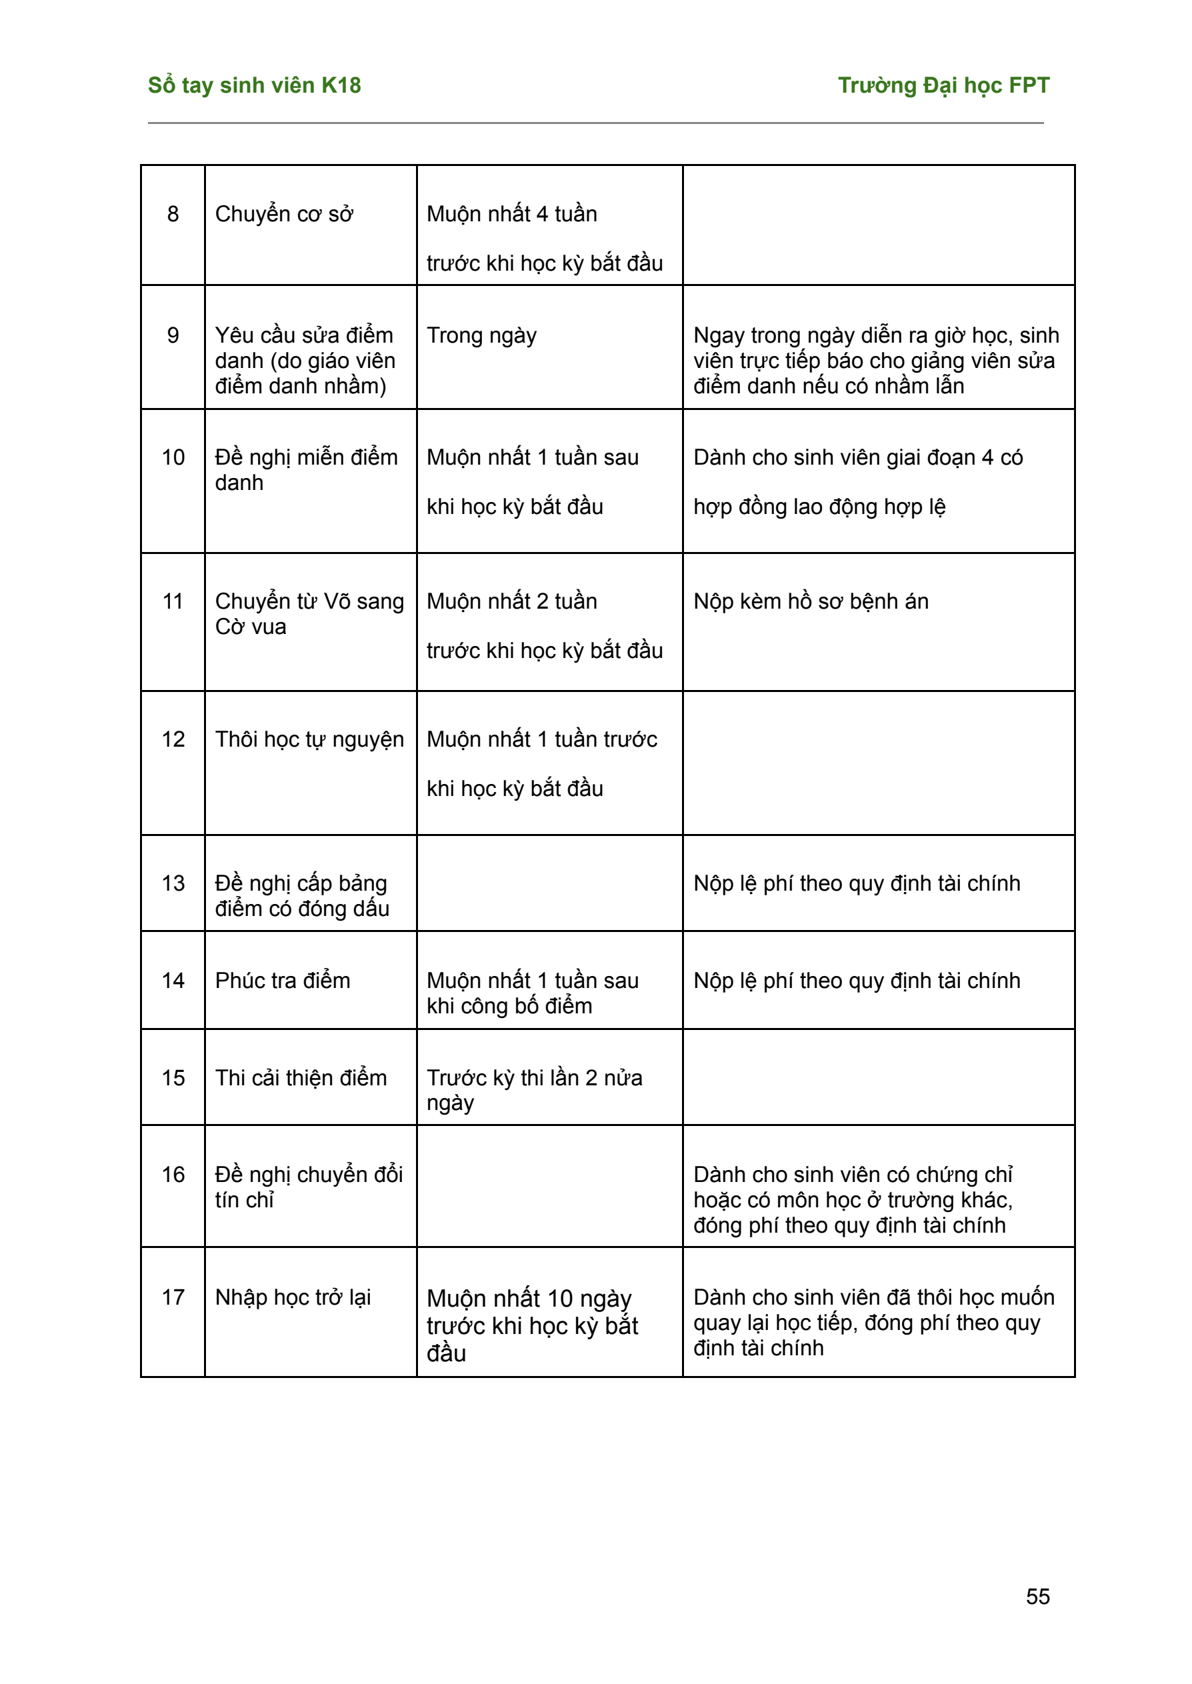 Sổ tay sinh viên K18
Trường Đại học FPT
8
Chuyển cơ sở
Muộn nhất 4 tuần
trước khi học kỳ bắt đầu
9
Yêu cầu sửa điểm
danh (do giáo viên
điểm danh nhầm)
Trong ngày
Ngay trong ngày diễn ra giờ học, sinh
viên trực tiếp báo cho giảng viên sửa
điểm danh nếu có nhầm lẫn
10
Đề nghị miễn điểm
danh
Muộn nhất 1 tuần sau
khi học kỳ bắt đầu
Dành cho sinh viên giai đoạn 4 có
hợp đồng lao động hợp lệ
11
Chuyển từ Võ sang
Cờ vua
Muộn nhất 2 tuần
trước khi học kỳ bắt đầu
Nộp kèm hồ sơ bệnh án
12
Thôi học tự nguyện
Muộn nhất 1 tuần trước
khi học kỳ bắt đầu
13
Đề nghị cấp bảng
điểm có đóng dấu
Nộp lệ phí theo quy định tài chính
14
Phúc tra điểm
Muộn nhất 1 tuần sau
khi công bố điểm
Nộp lệ phí theo quy định tài chính
15
Thi cải thiện điểm
Trước kỳ thi lần 2 nửa
ngày
16
Đề nghị chuyển đổi
tín chỉ
Dành cho sinh viên có chứng chỉ
hoặc có môn học ở trường khác,
đóng phí theo quy định tài chính
17
Nhập học trở lại
Muộn nhất 10 ngày
trước khi học kỳ bắt
đầu
Dành cho sinh viên đã thôi học muốn
quay lại học tiếp, đóng phí theo quy
định tài chính
55